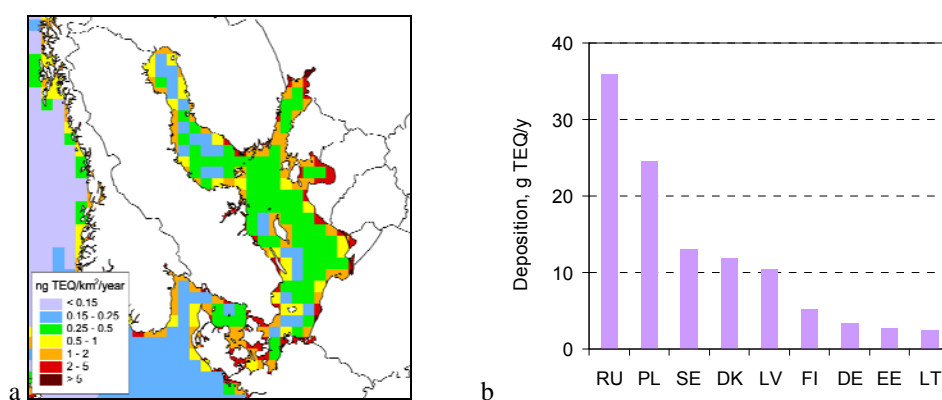 ng TEQ/km²/year
< 0.15
0.15 - 0.25
0.25 - 0.5
0.5 - 1
1 - 2
2 - 5
> 5
a
Deposition, g TEQ/y
40
30
20
10
0
RU PL SE DK LV FI DE EE LT
b